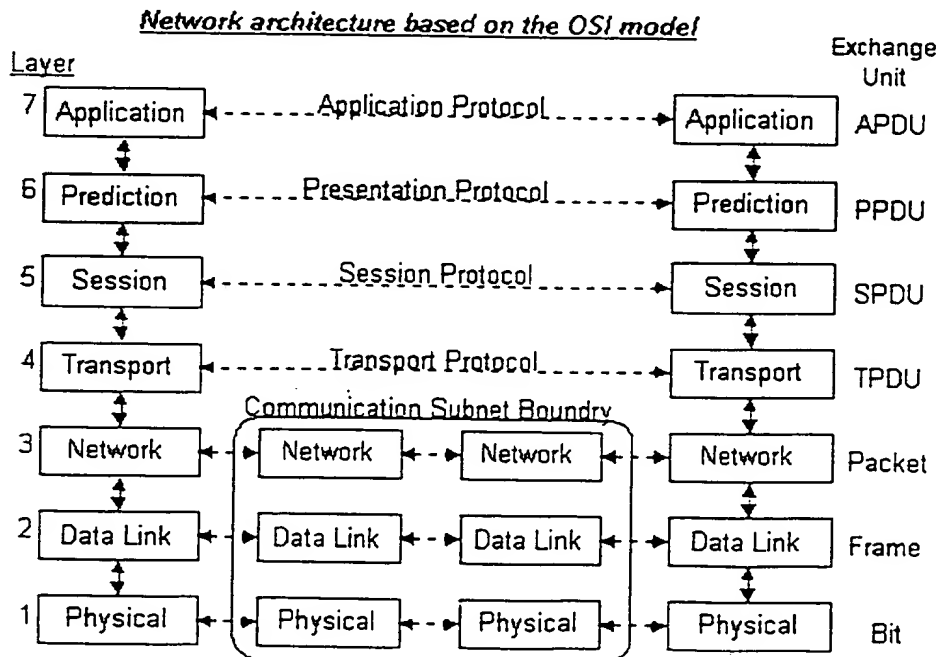 Network architecture based on the OSI model
Exchange
Unit
Layer
7 Application Application Protocol Application APDU
6 Prediction Presentation Protocol Prediction PPDU
5 Session Session Protocol Session SPDU
4 Transport Transport Protocol Transport TPDU
Communication Subnet Boundry
3 Network Network Network Network Packet
2 Data Link Data Link Data Link Data Link Frame
1 Physical Physical Physical Physical Bit